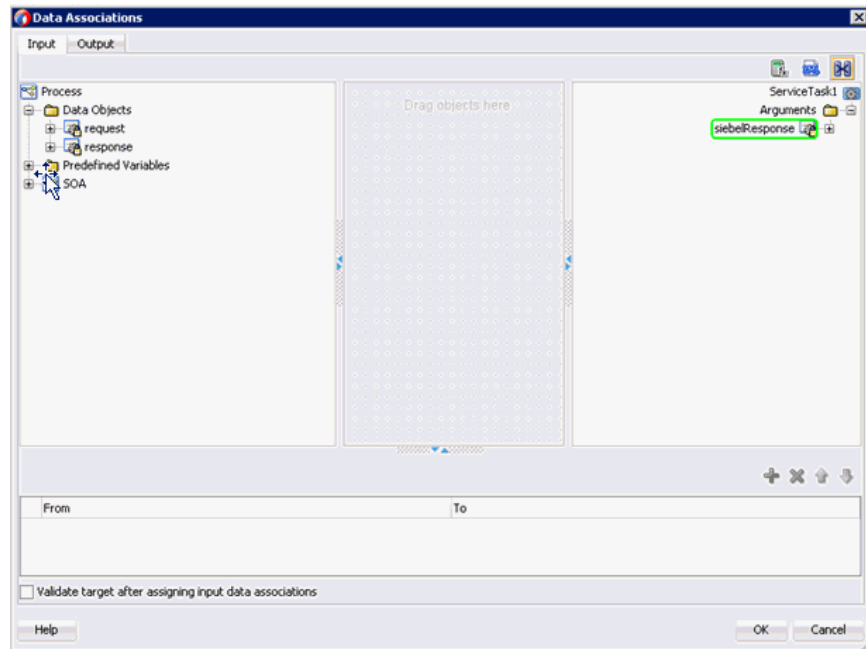 Data Associations
Input Output
Process
Data Objects
request
response
Predefined Variables
SOA
Drag objects here
ServiceTask1
Arguments
siebelResponse
From To
Validate target after assigning input data associations
Help OK Cancel